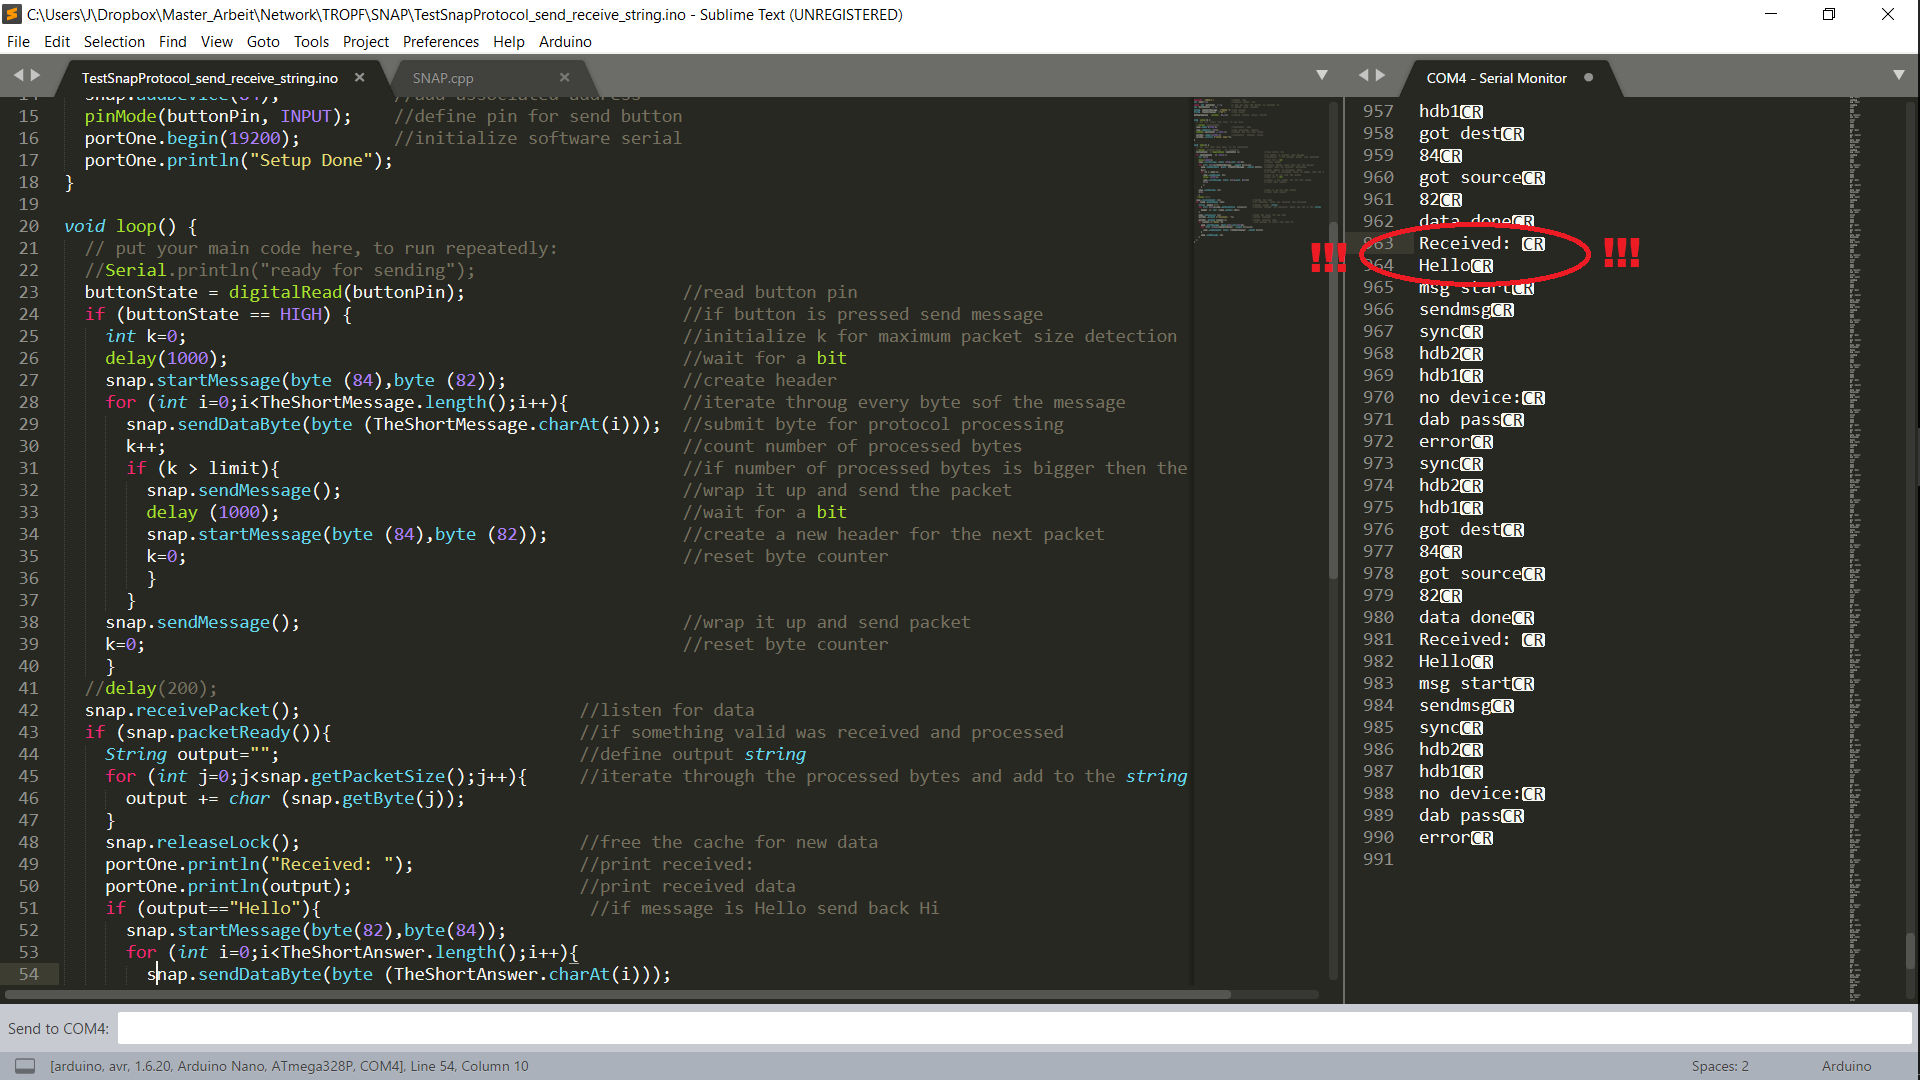 C:\Users\J\Dropbox\Master_Arbeit\Network\TROPF\SNAP\TestSnapProtocol_send_receive_string.ino - Sublime Text (UNREGISTERED)
File Edit Selection Find View Goto Tools Project Preferences Help Arduino
TestSnapProtocol_send_receive_string.ino
SNAP.cpp
15 pinMode(buttonPin, INPUT); //define pin for send button
16 portOne.begin(19200); //initialize software serial
17 portOne.println("Setup Done");
18 }
19
20 void loop() {
21 // put your main code here, to run repeatedly:
22 //Serial.println("ready for sending");
23 buttonState = digitalRead(buttonPin); //read button pin
24 if (buttonState == HIGH) { //if button is pressed send message
25 int k=0; //initialize k for maximum packet size detection
26 delay(1000); //wait for a bit
27 snap.startMessage(byte (84),byte (82)); //create header
28 for (int i=0;i<TheShortMessage.length();i++){ //iterate throug every byte sof the message
29 snap.sendDataByte(byte (TheShortMessage.charAt(i))); //submit byte for protocol processing
30 k++; //count number of processed bytes
31 if (k > limit){ //if number of processed bytes is bigger then the
32 snap.sendMessage(); //wrap it up and send the packet
33 delay (1000); //wait for a bit
34 snap.startMessage(byte (84),byte (82)); //create a new header for the next packet
35 k=0; //reset byte counter
36 }
37 }
38 snap.sendMessage(); //wrap it up and send packet
39 k=0; //reset byte counter
40 }
41 //delay(200);
42 snap.receivePacket(); //listen for data
43 if (snap.packetReady()){ //if something valid was received and processed
44 String output=""; //define output string
45 for (int j=0;j<snap.getPacketSize();j++){ //iterate through the processed bytes and add to the string
46 output += char (snap.getByte(j));
47 }
48 snap.releaseLock(); //free the cache for new data
49 portOne.println("Received: "); //print received:
50 portOne.println(output); //print received data
51 if (output=="Hello"){ //if message is Hello send back Hi
52 snap.startMessage(byte(82),byte(84));
53 for (int i=0;i<TheShortAnswer.length();i++){
54 snap.sendDataByte(byte (TheShortAnswer.charAt(i)));
COM4 - Serial Monitor
957 hdb1CR
958 got destCR
959 84CR
960 got sourceCR
961 82CR
962 data doneCR
963 Received: CR
!!! !!!
964 HelloCR
965 msg startCR
966 sendmsgCR
967 syncCR
968 hdb2CR
969 hdb1CR
970 no device:CR
971 dab passCR
972 errorCR
973 syncCR
974 hdb2CR
975 hdb1CR
976 got destCR
977 84CR
978 got sourceCR
979 82CR
980 data doneCR
981 Received: CR
982 HelloCR
983 msg startCR
984 sendmsgCR
985 syncCR
986 hdb2CR
987 hdb1CR
988 no device:CR
989 dab passCR
990 errorCR
991
Send to COM4:
[arduino, avr, 1.6.20, Arduino Nano, ATmega328P, COM4], Line 54, Column 10
Spaces: 2 Arduino